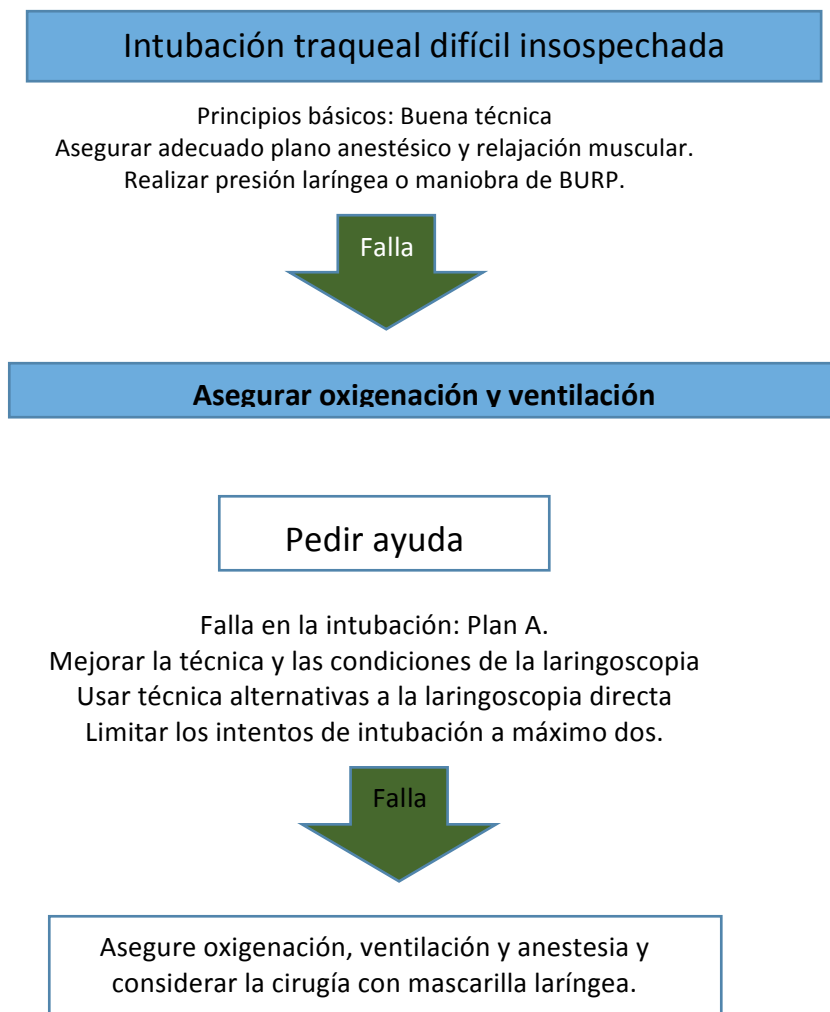 Intubación traqueal difícil insospechada
Principios básicos: Buena técnica
Asegurar adecuado plano anestésico y relajación muscular.
Realizar presión laríngea o maniobra de BURP.
Falla
Asegurar oxigenación y ventilación
Pedir ayuda
Falla en la intubación: Plan A.
Mejorar la técnica y las condiciones de la laringoscopia
Usar técnica alternativas a la laringoscopia directa
Limitar los intentos de intubación a máximo dos.
Falla
Asegure oxigenación, ventilación y anestesia y
considerar la cirugía con mascarilla laríngea.